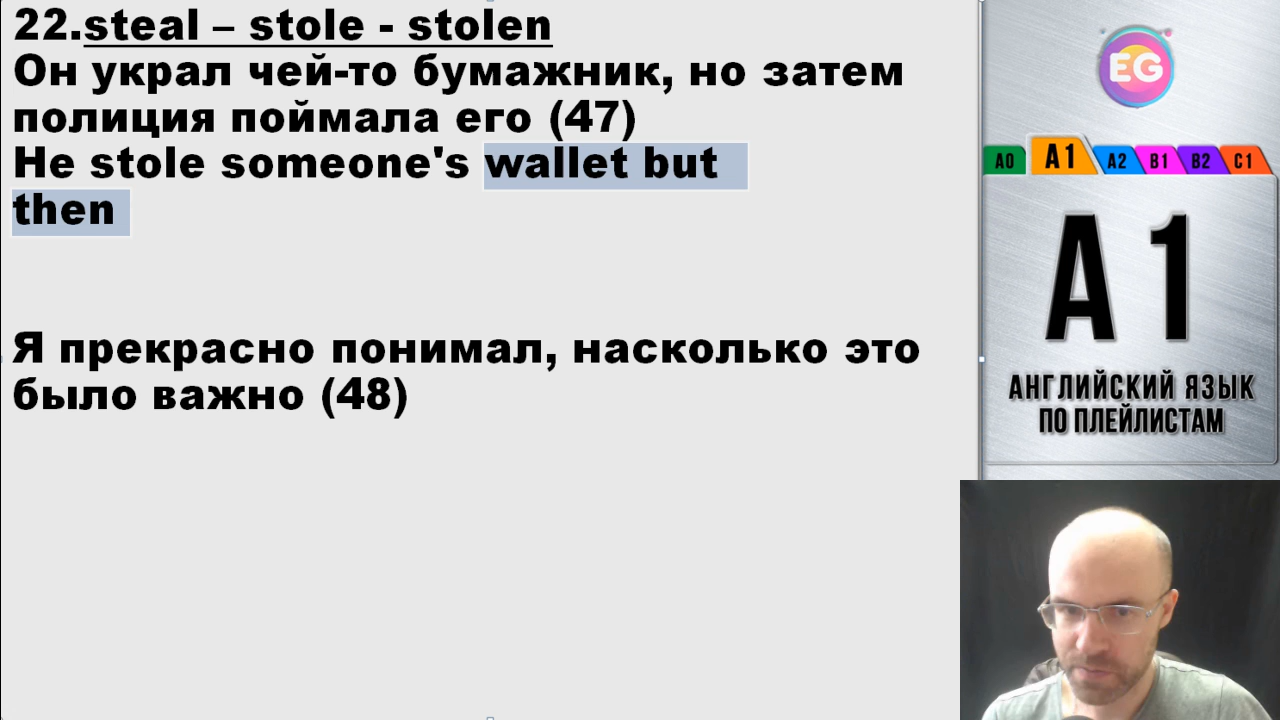 22.steal – stole - stolen
Он украл чей-то бумажник, но затем
полиция поймала его (47)
He stole someone's wallet but
then
Я прекрасно понимал, насколько это
было важно (48)
EG
A0 A1 A2 B1 B2 C1
A 1
АНГЛИЙСКИЙ ЯЗЫК
ПО ПЛЕЙЛИСТАМ